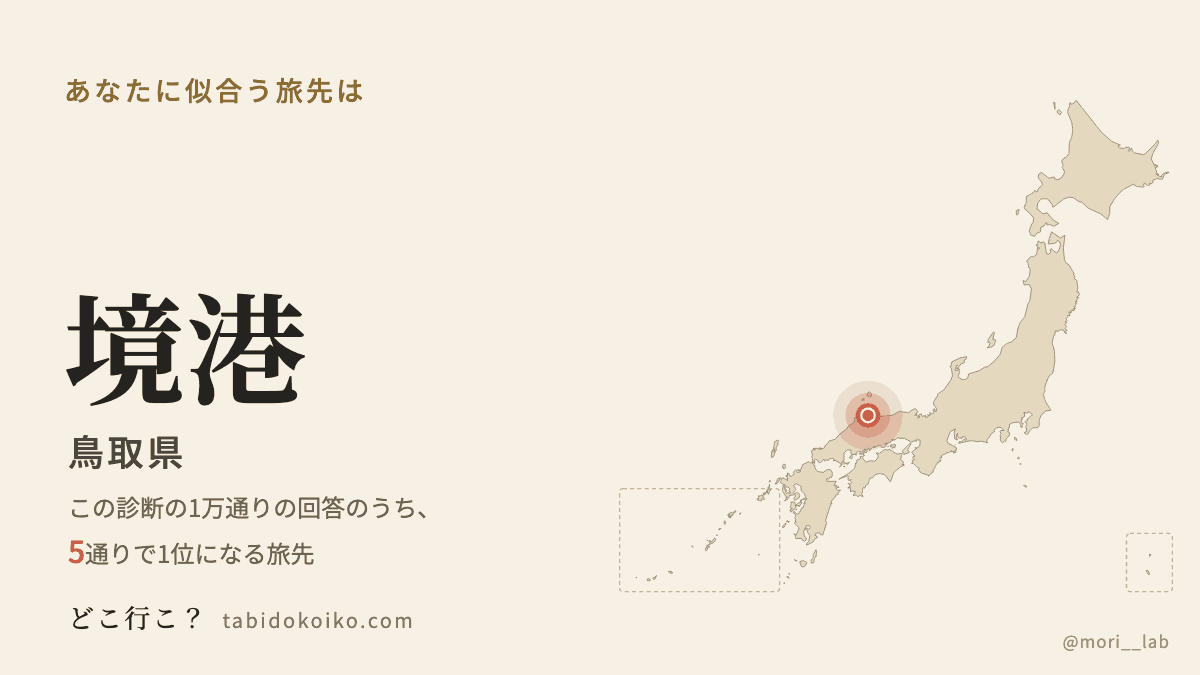 あなたに似合う旅先は
境港
鳥取県
この診断の1万通りの回答のうち、
5通りで1位になる旅先
どこ行こ？ tabidokoiko.com
@mori__lab